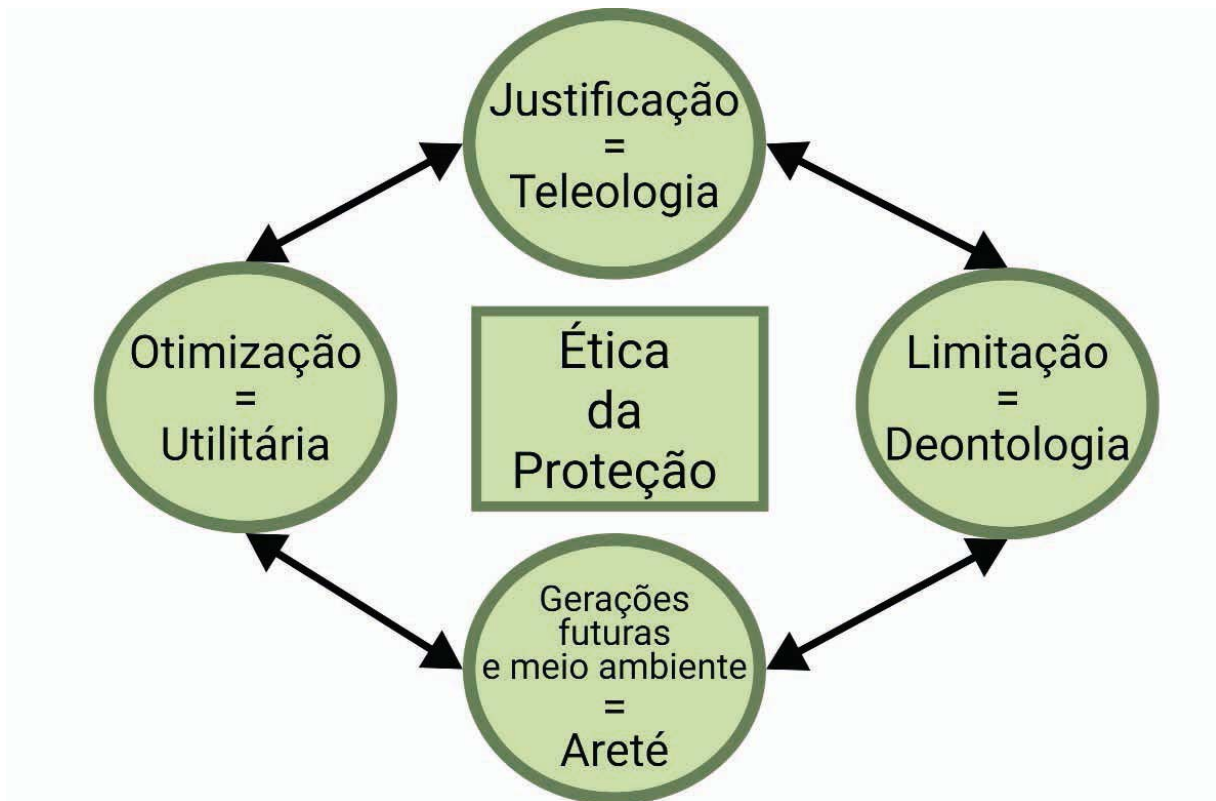 Justificação
=
Teleologia
Otimização
=
Utilitária
Ética
da
Proteção
Limitação
=
Deontologia
Gerações
futuras
e meio ambiente
=
Areté